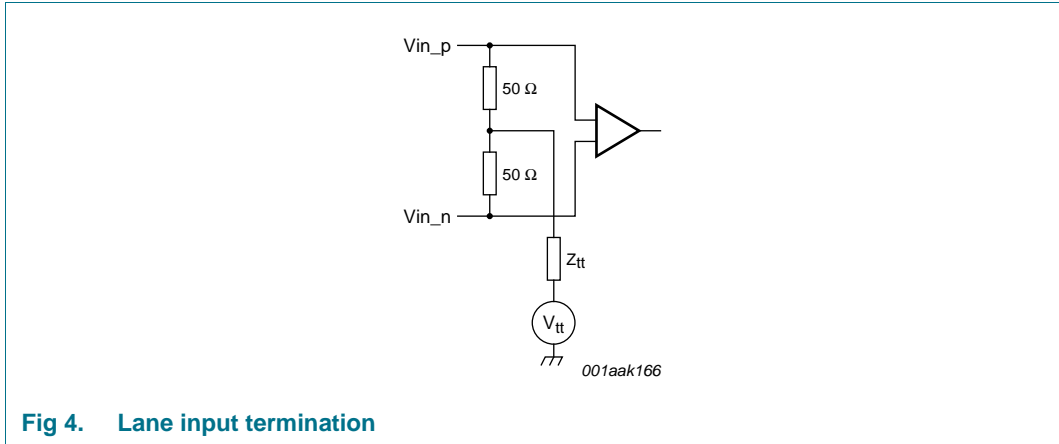 Vin_p
50 Ω
50 Ω
Vin_n
Ztt
Vtt
001aak166
Fig 4. Lane input termination